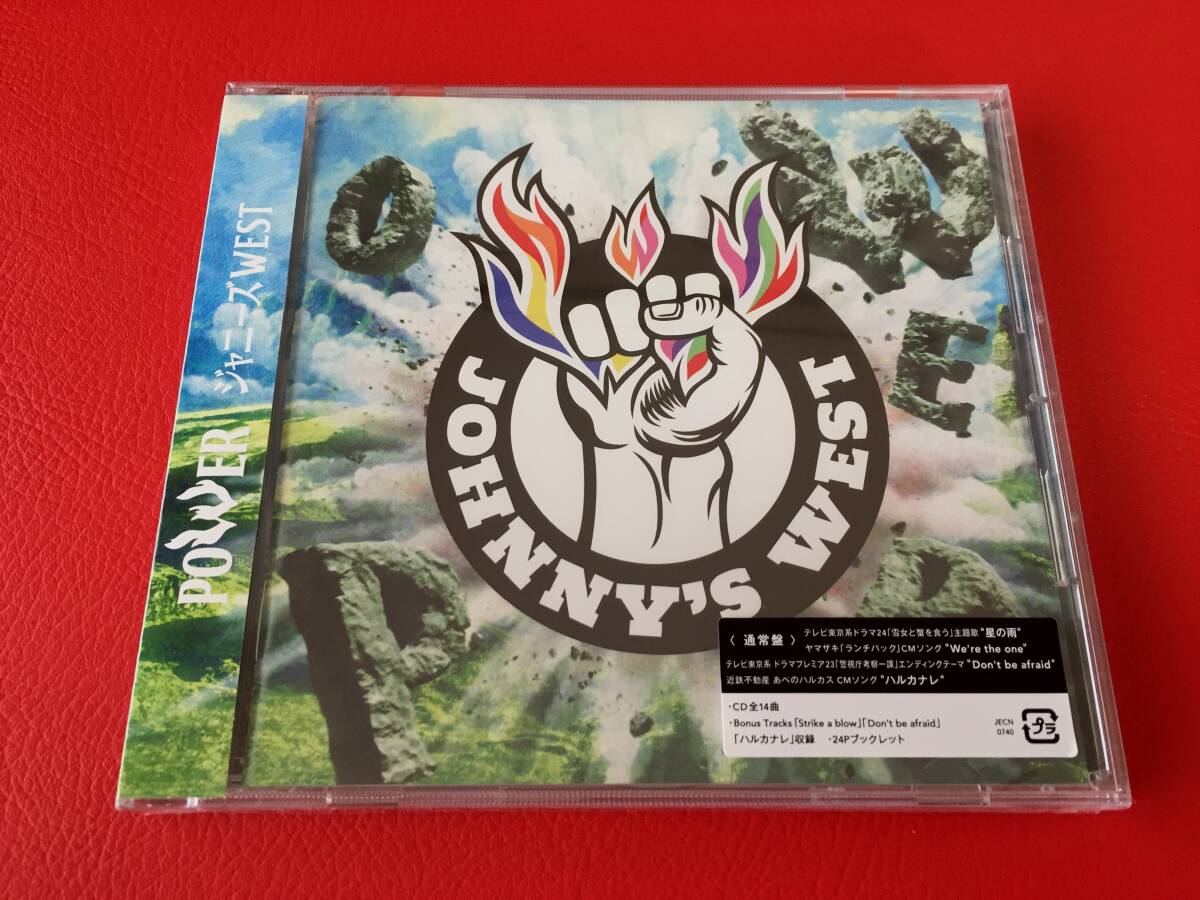 POWER ジャニーズWEST
O W
E
P R
JOHNNY'S WEST
〈 通常盤 〉
テレビ東京系ドラマ24「雪女と蟹を食う」主題歌 "星の雨"
ヤマザキ「ランチパック」CMソング "We're the one"
テレビ東京系 ドラマプレミア23「警視庁考察一課」エンディングテーマ "Don't be afraid"
近鉄不動産 あべのハルカス CMソング "ハルカナレ"
・CD全14曲
・Bonus Tracks「Strike a blow」「Don't be afraid」
「ハルカナレ」収録 ・24Pブックレット
JECN
0740
プラ